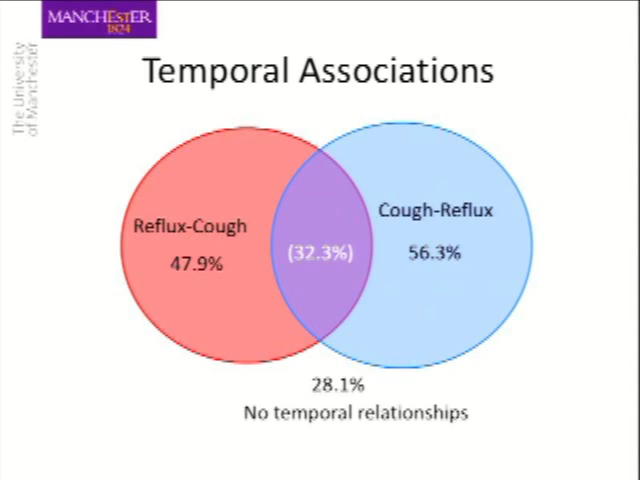 MANCHESTER
1824
The University
of Manchester
Temporal Associations
Reflux-Cough
47.9%
(32.3%)
Cough-Reflux
56.3%
28.1%
No temporal relationships